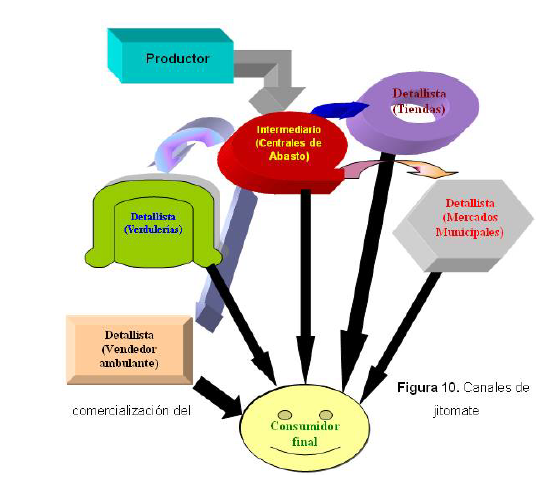 Productor
Detallista
(Tiendas)
Intermediario
(Centrales de
Abasto)
Detallista
(Verdulerías)
Detallista
(Mercados
Municipales)
Detallista
(Vendedor
ambulante)
Consumidor
final
Figura 10. Canales de
comercialización del jitomate